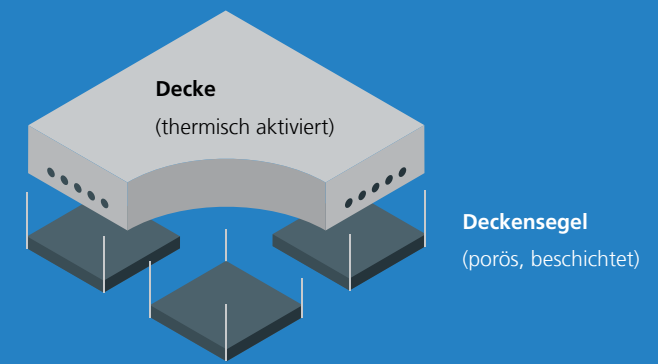 Decke
(thermisch aktiviert)
Deckensegel
(porös, beschichtet)